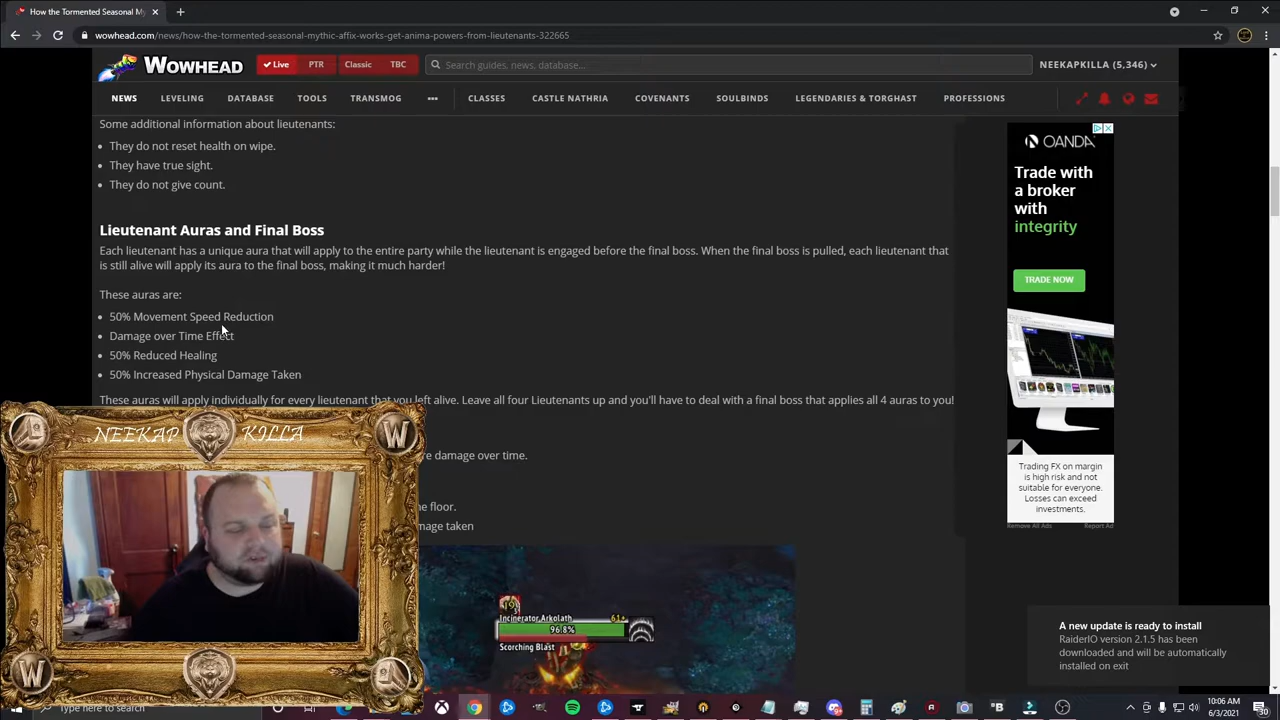 How the Tormented Seasonal My
wowhead.com/news/how-the-tormented-seasonal-mythic-affix-works-get-anima-powers-from-lieutenants-322665
WOWHEAD
Live
PTR
Classic
TBC
Search guides, news, database...
NEEKAPKILLA (5,346)
NEWS
LEVELING
DATABASE
TOOLS
TRANSMOG
CLASSES
CASTLE NATHRIA
COVENANTS
SOULBINDS
LEGENDARIES & TORGHAST
PROFESSIONS
Some additional information about lieutenants:
They do not reset health on wipe.
They have true sight.
They do not give count.
Lieutenant Auras and Final Boss
Each lieutenant has a unique aura that will apply to the entire party while the lieutenant is engaged before the final boss. When the final boss is pulled, each lieutenant that
is still alive will apply its aura to the final boss, making it much harder!
These auras are:
50% Movement Speed Reduction
Damage over Time Effect
50% Reduced Healing
50% Increased Physical Damage Taken
These auras will apply individually for every lieutenant that you left alive. Leave all four Lieutenants up and you'll have to deal with a final boss that applies all 4 auras to you!
re damage over time.
he floor.
mage taken
NEEKAP KILLA
W
W
W
Incinerator Arkolath
61+
96.8%
Scorching Blast
OANDA
Trade with
a broker
with
integrity
TRADE NOW
Trading FX on margin
is high risk and not
suitable for everyone.
Losses can exceed
investments.
Remove All Ads
Report Ad
A new update is ready to install
RaiderIO version 2.1.5 has been
downloaded and will be automatically
installed on exit
Type here to search
10:06 AM
6/3/2021